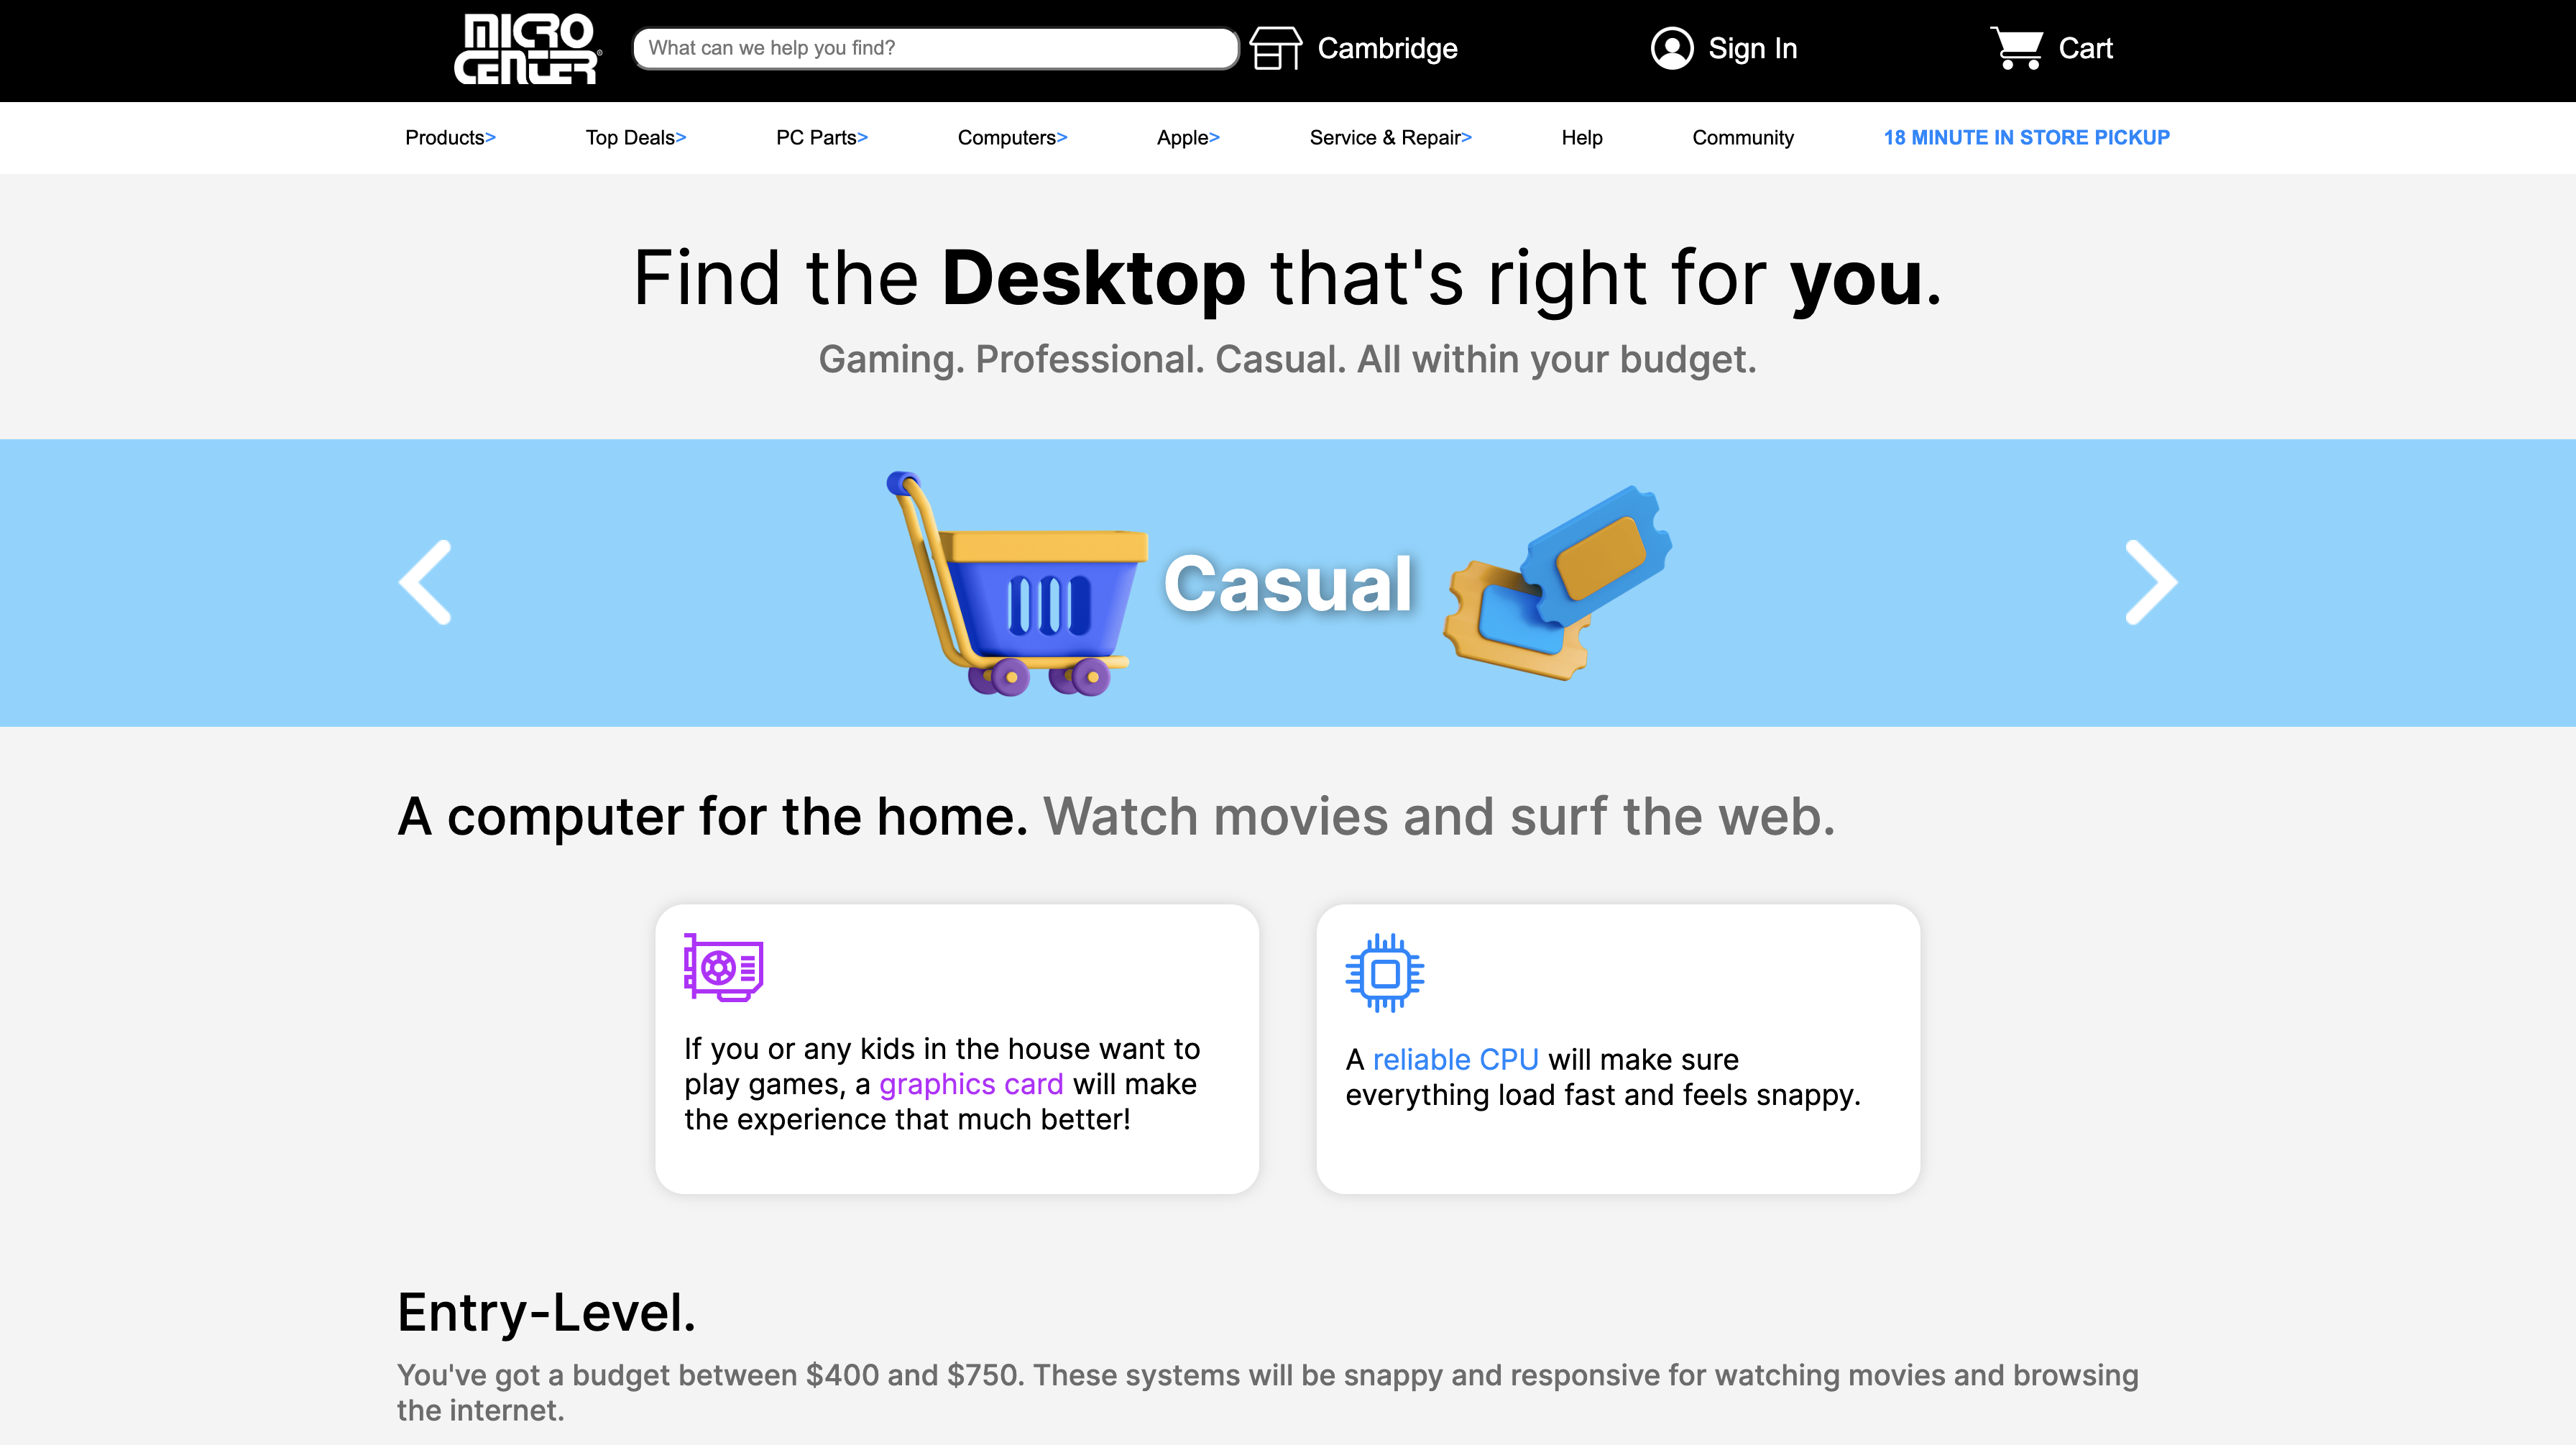 MICRO
CENTER
What can we help you find?
Cambridge
Sign In
Cart
Products>
Top Deals>
PC Parts>
Computers>
Apple>
Service & Repair>
Help
Community
18 MINUTE IN STORE PICKUP
Find the Desktop that's right for you.
Gaming. Professional. Casual. All within your budget.
Casual
A computer for the home. Watch movies and surf the web.
If you or any kids in the house want to
play games, a graphics card will make
the experience that much better!
A reliable CPU will make sure
everything load fast and feels snappy.
Entry-Level.
You've got a budget between $400 and $750. These systems will be snappy and responsive for watching movies and browsing
the internet.